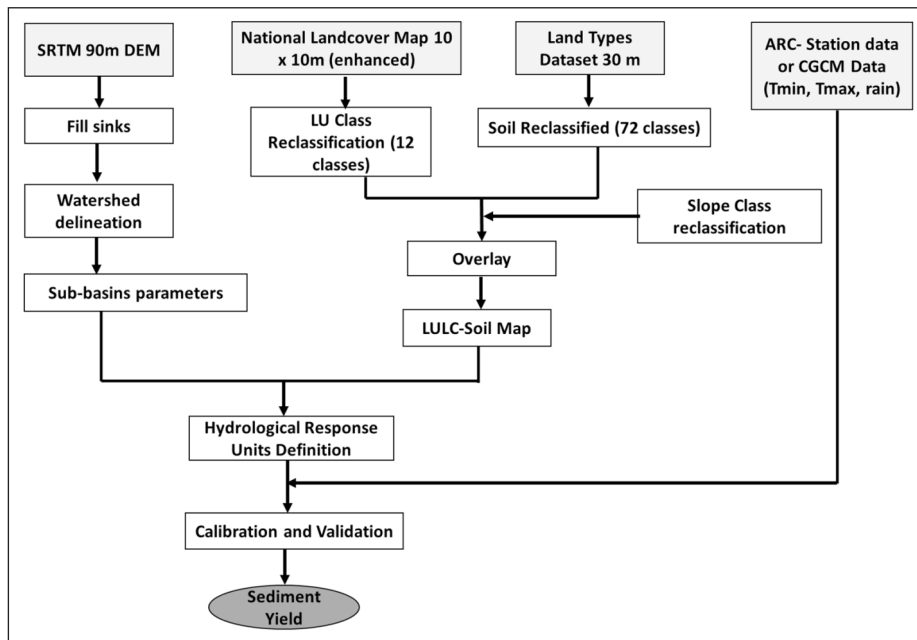 SRTM 90m DEM
National Landcover Map 10
x 10m (enhanced)
Land Types
Dataset 30 m
ARC- Station data
or CGCM Data
(Tmin, Tmax, rain)
Fill sinks
LU Class
Reclassification (12
classes)
Soil Reclassified (72 classes)
Watershed
delineation
Slope Class
reclassification
Overlay
Sub-basins parameters
LULC-Soil Map
Hydrological Response
Units Definition
Calibration and Validation
Sediment
Yield